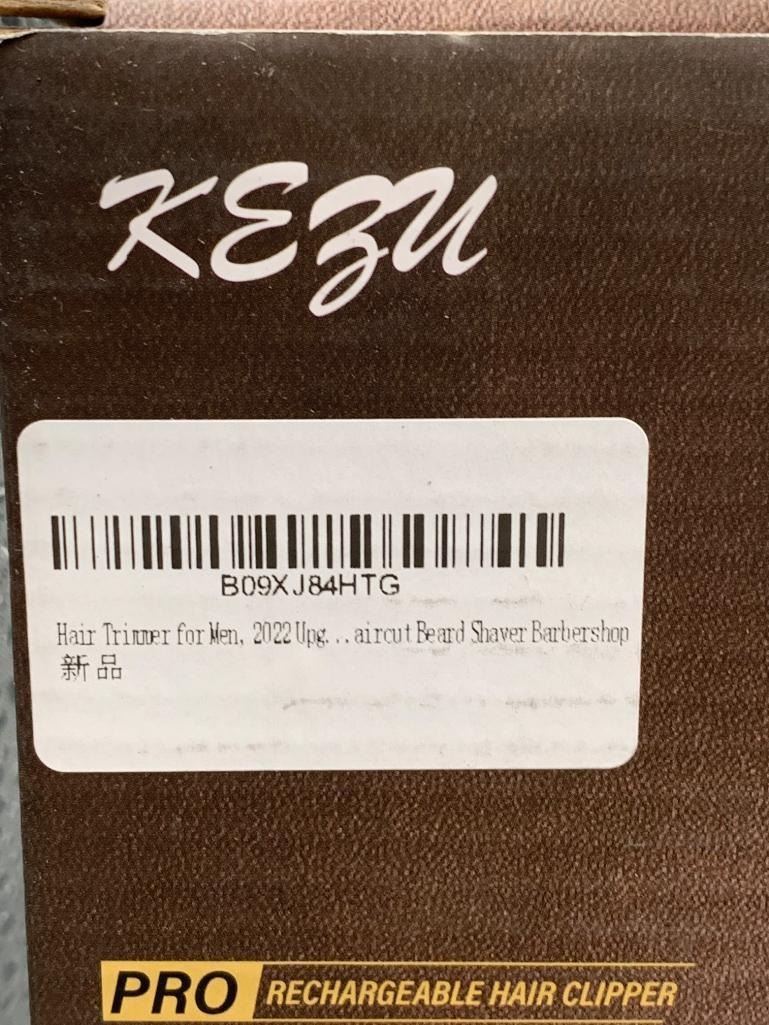 KEZU
B09XJ84HTG
Hair Trimmer for Men, 2022 Upg...aircut Beard Shaver Barbershop
新品
PRO RECHARGEABLE HAIR CLIPPER